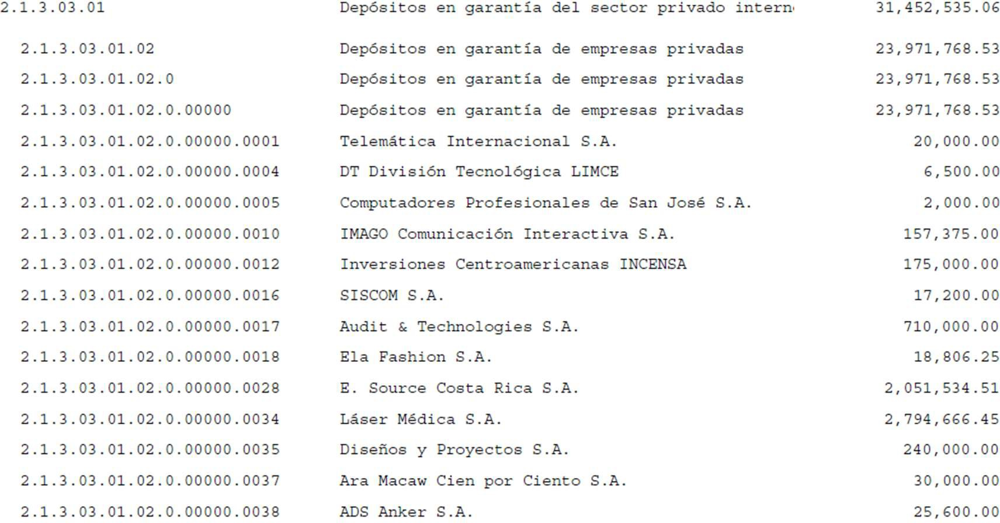 2.1.3.03.01 Depósitos en garantía del sector privado intern 31,452,535.06
2.1.3.03.01.02 Depósitos en garantía de empresas privadas 23,971,768.53
2.1.3.03.01.02.0 Depósitos en garantía de empresas privadas 23,971,768.53
2.1.3.03.01.02.0.00000 Depósitos en garantía de empresas privadas 23,971,768.53
2.1.3.03.01.02.0.00000.0001 Telemática Internacional S.A. 20,000.00
2.1.3.03.01.02.0.00000.0004 DT División Tecnológica LIMCE 6,500.00
2.1.3.03.01.02.0.00000.0005 Computadores Profesionales de San José S.A. 2,000.00
2.1.3.03.01.02.0.00000.0010 IMAGO Comunicación Interactiva S.A. 157,375.00
2.1.3.03.01.02.0.00000.0012 Inversiones Centroamericanas INCENSA 175,000.00
2.1.3.03.01.02.0.00000.0016 SISCOM S.A. 17,200.00
2.1.3.03.01.02.0.00000.0017 Audit & Technologies S.A. 710,000.00
2.1.3.03.01.02.0.00000.0018 Ela Fashion S.A. 18,806.25
2.1.3.03.01.02.0.00000.0028 E. Source Costa Rica S.A. 2,051,534.51
2.1.3.03.01.02.0.00000.0034 Láser Médica S.A. 2,794,666.45
2.1.3.03.01.02.0.00000.0035 Diseños y Proyectos S.A. 240,000.00
2.1.3.03.01.02.0.00000.0037 Ara Macaw Cien por Ciento S.A. 30,000.00
2.1.3.03.01.02.0.00000.0038 ADS Anker S.A. 25,600.00